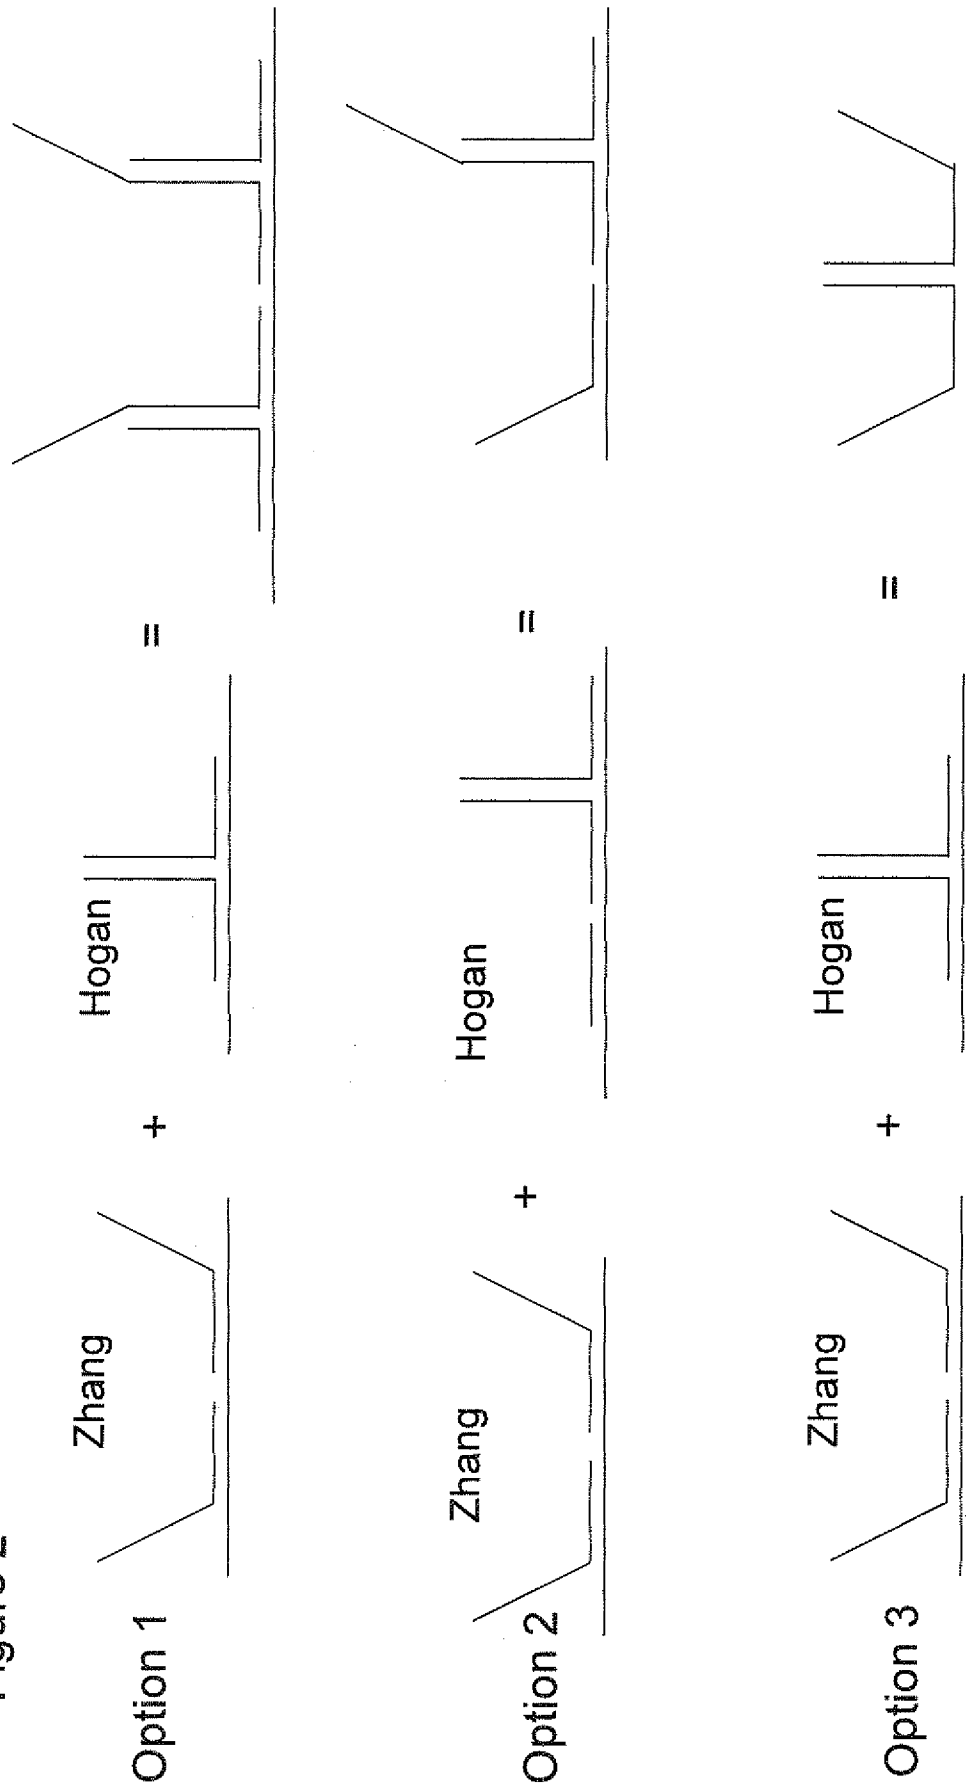 Figure 2
Option 1
Zhang
+
Hogan
=
Option 2
Zhang
+
Hogan
=
Option 3
Zhang
+
Hogan
=